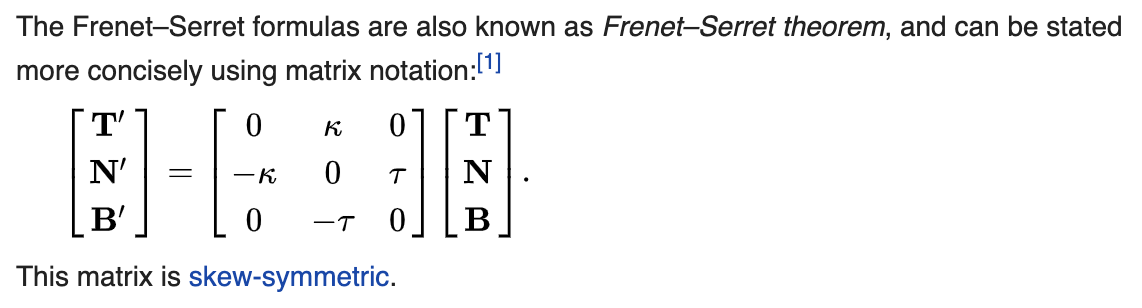 The Frenet–Serret formulas are also known as Frenet–Serret theorem, and can be stated
more concisely using matrix notation:[1]
[T′] = [0 κ 0] [T]
[N′] = [−κ 0 τ] [N]
[B′] = [0 −τ 0] [B] .
This matrix is skew-symmetric.